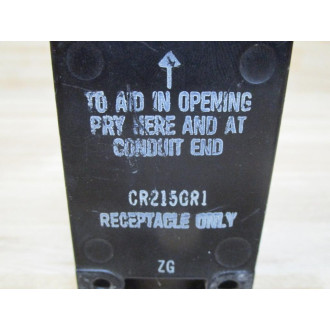 TO AID IN OPENING
PRY HERE AND AT
CONDUIT END
CR215GR1
RECEPTACLE ONLY
ZG